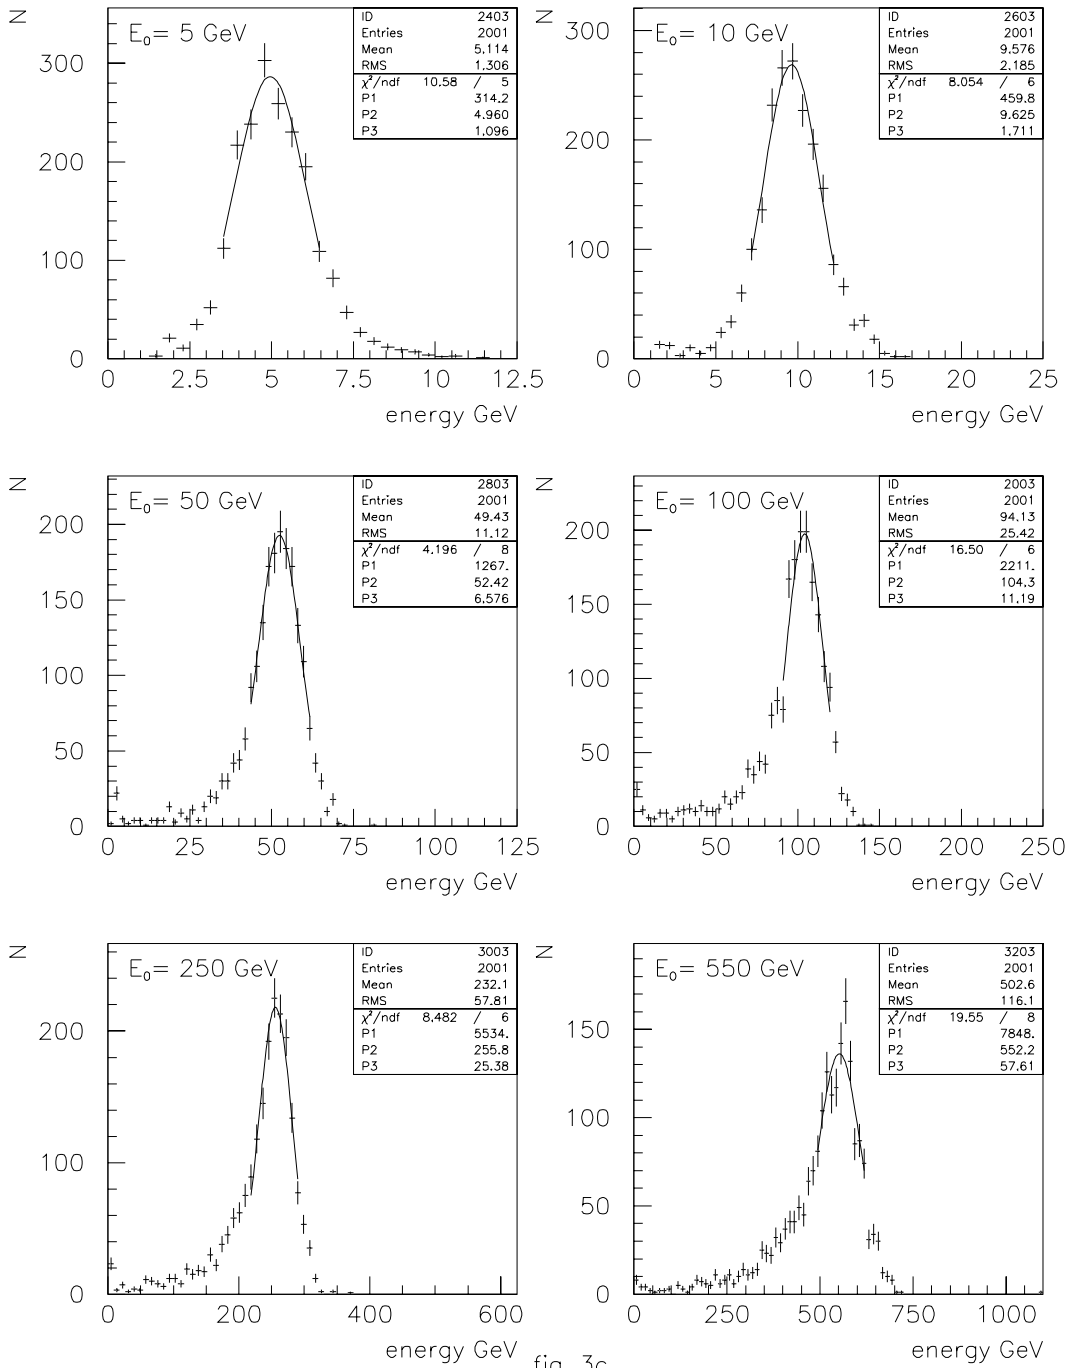 N
E₀= 5 GeV
ID 2403
Entries 2001
Mean 5.114
RMS 1.306
χ²/ndf 10.58 / 5
P1 314.2
P2 4.960
P3 1.096
300
200
100
0
0 2.5 5 7.5 10 12.5
energy GeV
N
E₀= 10 GeV
ID 2603
Entries 2001
Mean 9.576
RMS 2.185
χ²/ndf 8.054 / 6
P1 459.8
P2 9.625
P3 1.711
300
200
100
0
0 5 10 15 20 25
energy GeV
N
E₀= 50 GeV
ID 2803
Entries 2001
Mean 49.43
RMS 11.12
χ²/ndf 4.196 / 8
P1 1267.
P2 52.42
P3 6.576
200
150
100
50
0
0 25 50 75 100 125
energy GeV
N
E₀= 100 GeV
ID 2003
Entries 2001
Mean 94.13
RMS 25.42
χ²/ndf 16.50 / 6
P1 2211.
P2 104.3
P3 11.19
200
150
100
50
0
0 50 100 150 200 250
energy GeV
N
E₀= 250 GeV
ID 3003
Entries 2001
Mean 232.1
RMS 57.81
χ²/ndf 8.482 / 6
P1 5534.
P2 255.8
P3 25.38
200
100
0
0 200 400 600
energy GeV
N
E₀= 550 GeV
ID 3203
Entries 2001
Mean 502.6
RMS 116.1
χ²/ndf 19.55 / 8
P1 7848.
P2 552.2
P3 57.61
150
100
50
0
0 250 500 750 1000
energy GeV
fig. 3c